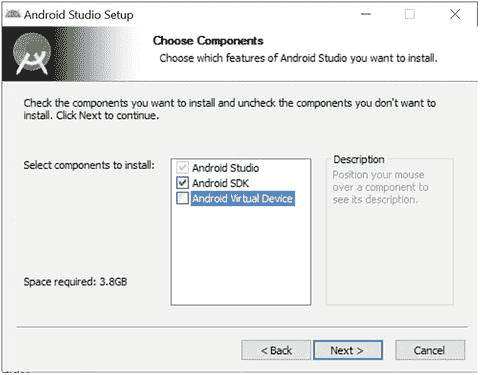 Android Studio Setup
Choose Components
Choose which features of Android Studio you want to install.
Check the components you want to install and uncheck the components you don't want to
install. Click Next to continue.
Select components to install:
Android Studio
Android SDK
Android Virtual Device
Description
Position your mouse
over a component to
see its description.
Space required: 3.8GB
< Back
Next >
Cancel